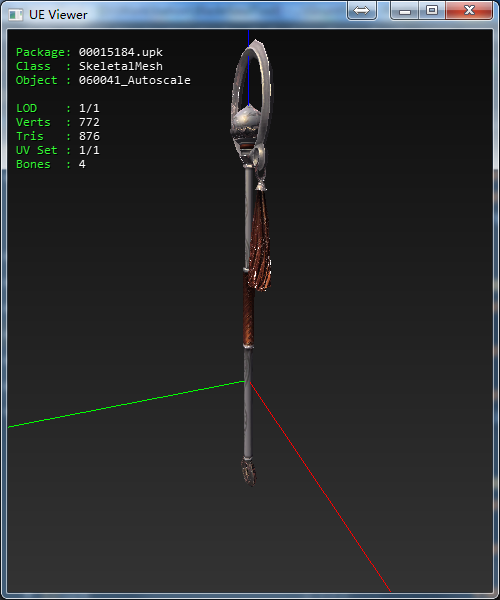 UE Viewer
Package: 00015184.upk
Class : SkeletalMesh
Object : 060041_Autoscale
LOD : 1/1
Verts : 772
Tris : 876
UV Set : 1/1
Bones : 4